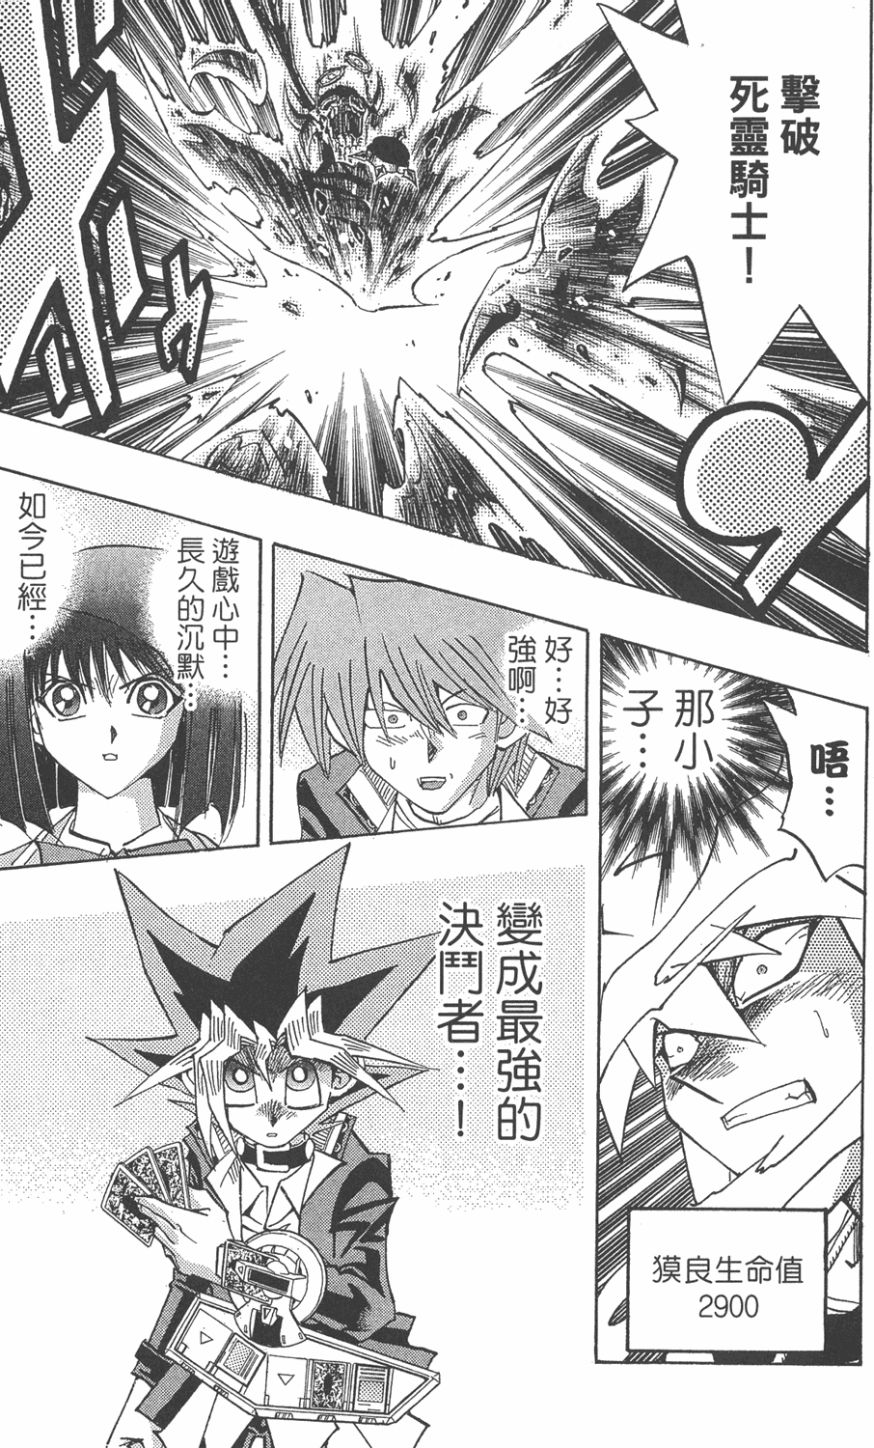 擊破
死靈騎士！
ドガ
唔…
那小
子…
獏良生命值
2900
好…好
強啊…
遊戲心中…
長久的沉默…
如今已經…
變成最強的
決鬥者…！